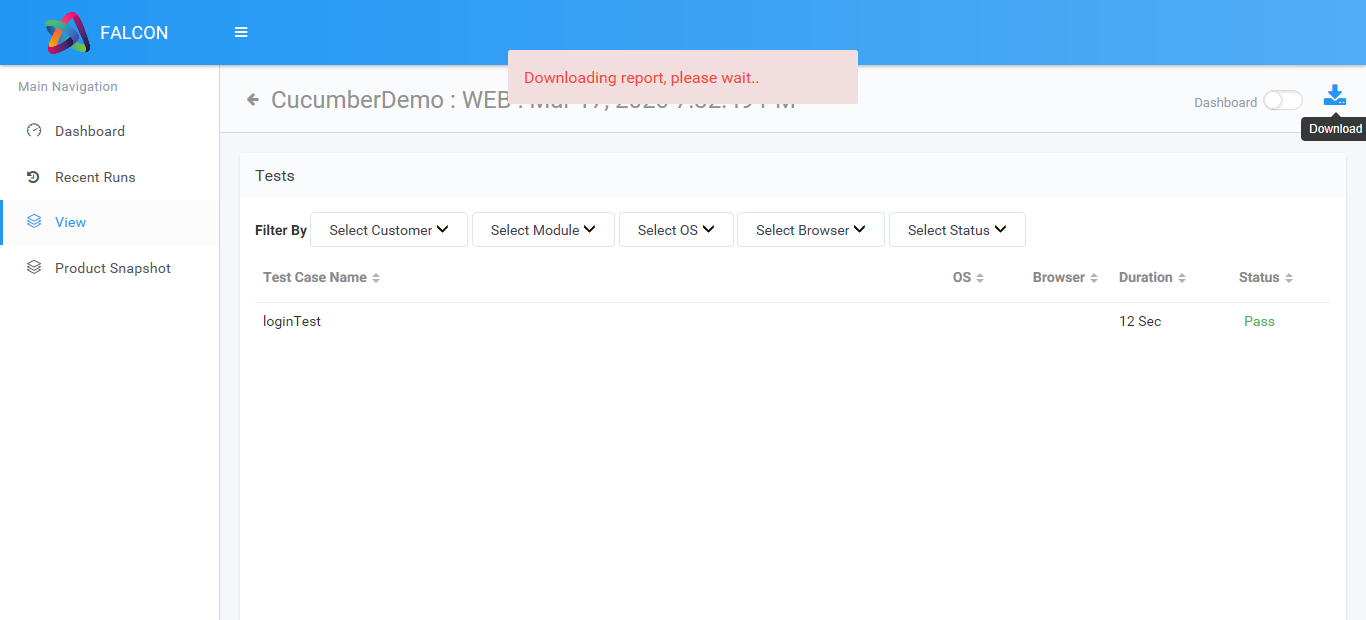 FALCON
Downloading report, please wait..
Main Navigation
CucumberDemo : WEB
Dashboard
Download
Dashboard
Recent Runs
View
Product Snapshot
Tests
Filter By Select Customer Select Module Select OS Select Browser Select Status
Test Case Name OS Browser Duration Status
loginTest 12 Sec Pass